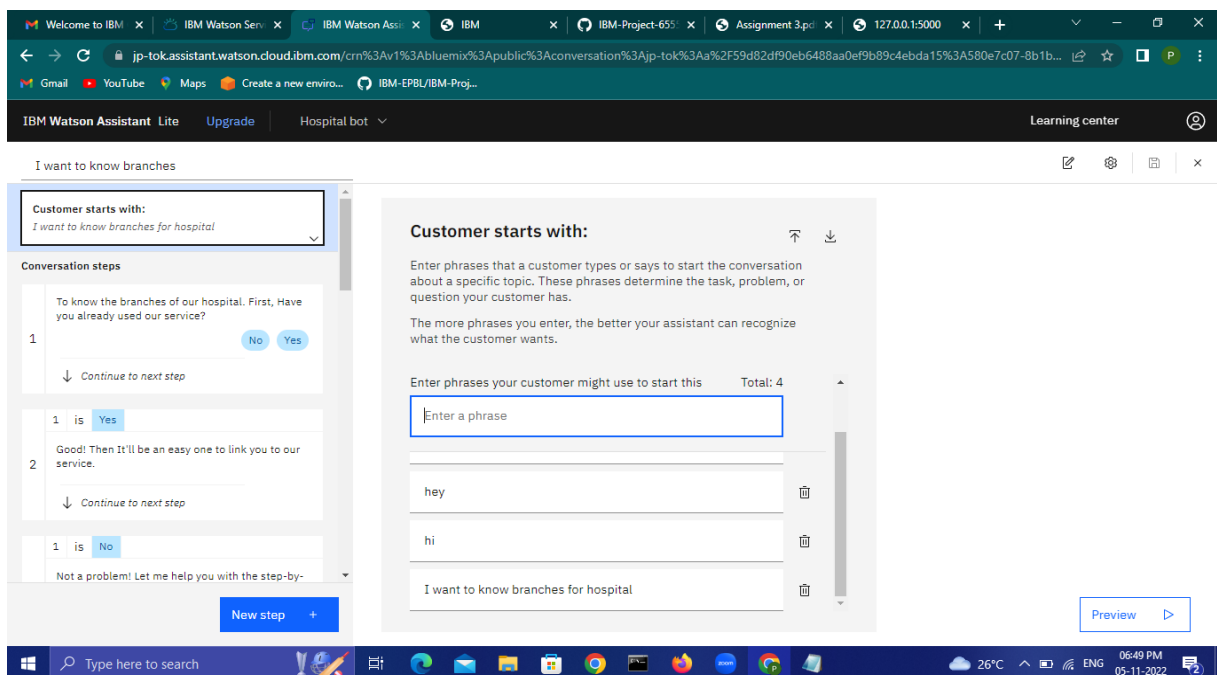 Welcome to IBM
IBM Watson Serv
IBM Watson Assis
IBM
IBM-Project-655
Assignment 3.pd
127.0.0.1:5000
jp-tok.assistant.watson.cloud.ibm.com/crn%3Av1%3Abluemix%3Apublic%3Aconversation%3Ajp-tok%3Aa%2F59d82df90eb6488aa0ef9b89c4ebda15%3A580e7c07-8b1b...
P
Gmail YouTube Maps Create a new enviro... IBM-EPBL/IBM-Proj...
IBM Watson Assistant Lite Upgrade Hospital bot Learning center
I want to know branches
Customer starts with:
I want to know branches for hospital
Conversation steps
1
To know the branches of our hospital. First, Have
you already used our service?
No Yes
Continue to next step
1 is Yes
2
Good! Then It'll be an easy one to link you to our
service.
Continue to next step
1 is No
Not a problem! Let me help you with the step-by-
New step +
Customer starts with:
Enter phrases that a customer types or says to start the conversation
about a specific topic. These phrases determine the task, problem, or
question your customer has.
The more phrases you enter, the better your assistant can recognize
what the customer wants.
Enter phrases your customer might use to start this Total: 4
Enter a phrase
hey
hi
I want to know branches for hospital
Preview
Type here to search
zoom
26°C ENG 06:49 PM
05-11-2022
2